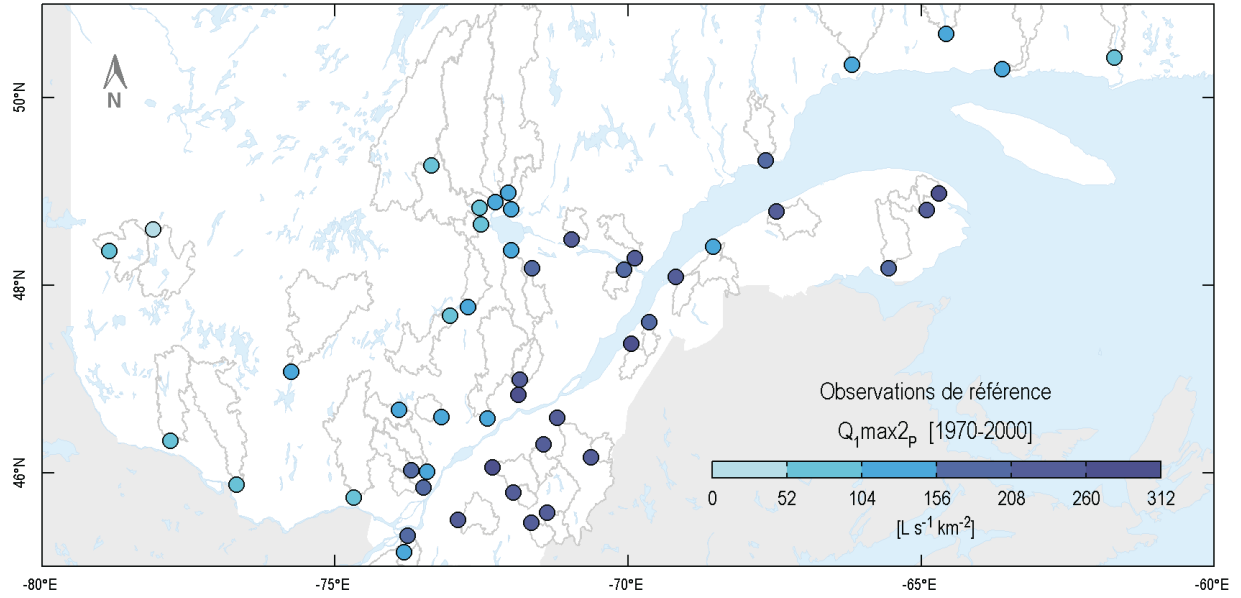 N
50°N
48°N
46°N
Observations de référence
Q₁max2ₚ [1970-2000]
0 52 104 156 208 260 312
[L s⁻¹ km⁻²]
-80°E -75°E -70°E -65°E -60°E